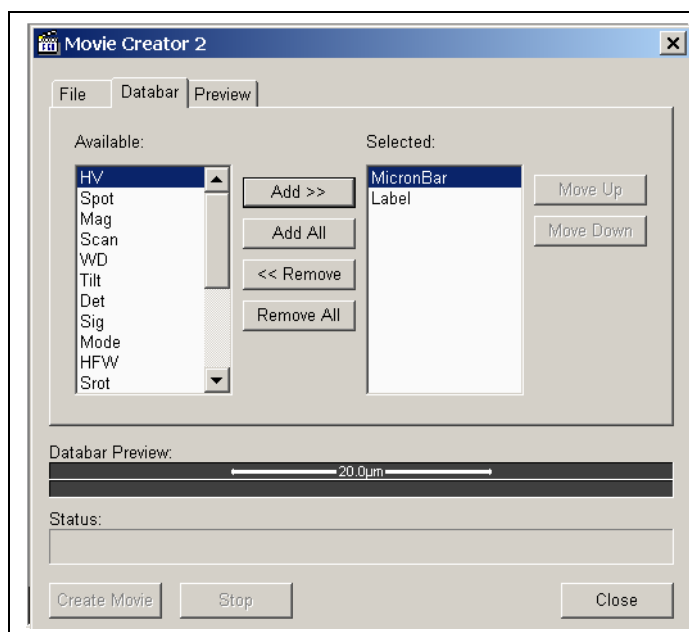 Movie Creator 2
File Databar Preview
Available:
HV
Spot
Mag
Scan
WD
Tilt
Det
Sig
Mode
HFW
Srot
Add >>
Add All
<< Remove
Remove All
Selected:
MicronBar
Label
Move Up
Move Down
Databar Preview:
20.0µm
Status:
Create Movie
Stop
Close